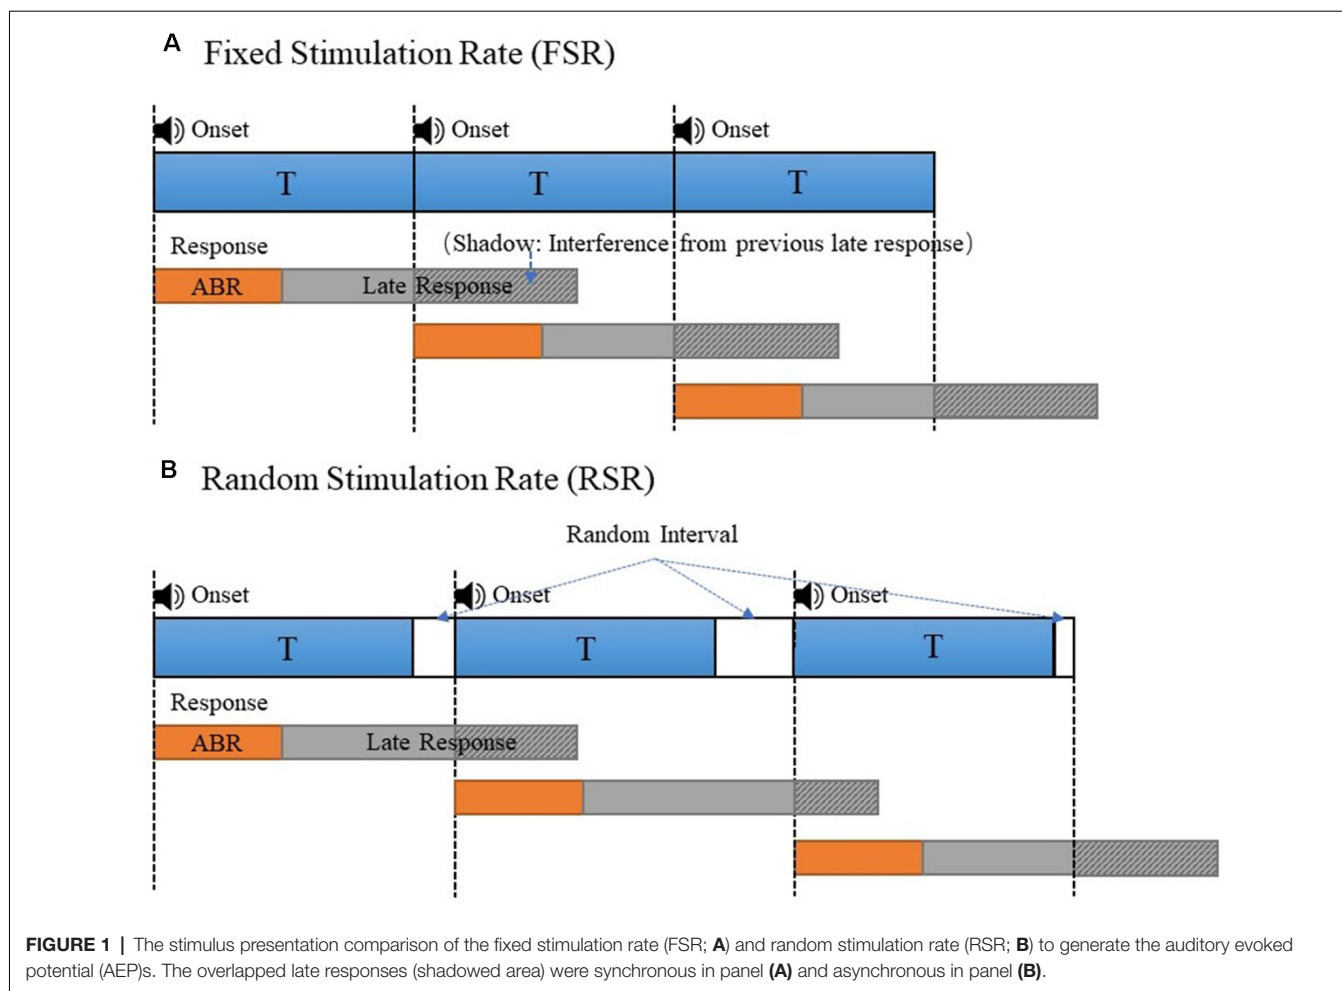 A
Fixed Stimulation Rate (FSR)
Onset Onset Onset
T T T
Response
(Shadow: Interference from previous late response)
ABR Late Response
B
Random Stimulation Rate (RSR)
Random Interval
Onset Onset Onset
T T T
Response
ABR Late Response
FIGURE 1 | The stimulus presentation comparison of the fixed stimulation rate (FSR; A) and random stimulation rate (RSR; B) to generate the auditory evoked
potential (AEP)s. The overlapped late responses (shadowed area) were synchronous in panel (A) and asynchronous in panel (B).